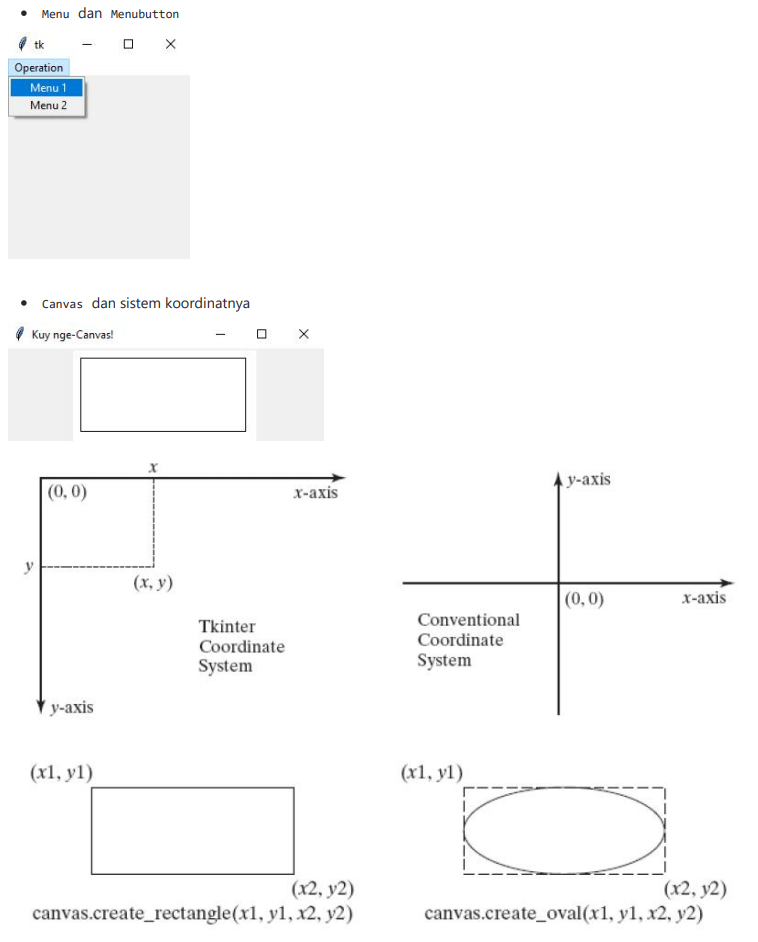 • Menu dan Menubutton
tk
Operation
Menu 1
Menu 2
• Canvas dan sistem koordinatnya
Kuy nge-Canvas!
x
(0, 0)
x-axis
y
(x, y)
Tkinter
Coordinate
System
y-axis
y-axis
(0, 0)
x-axis
Conventional
Coordinate
System
(x1, y1)
(x2, y2)
canvas.create_rectangle(x1, y1, x2, y2)
(x1, y1)
(x2, y2)
canvas.create_oval(x1, y1, x2, y2)